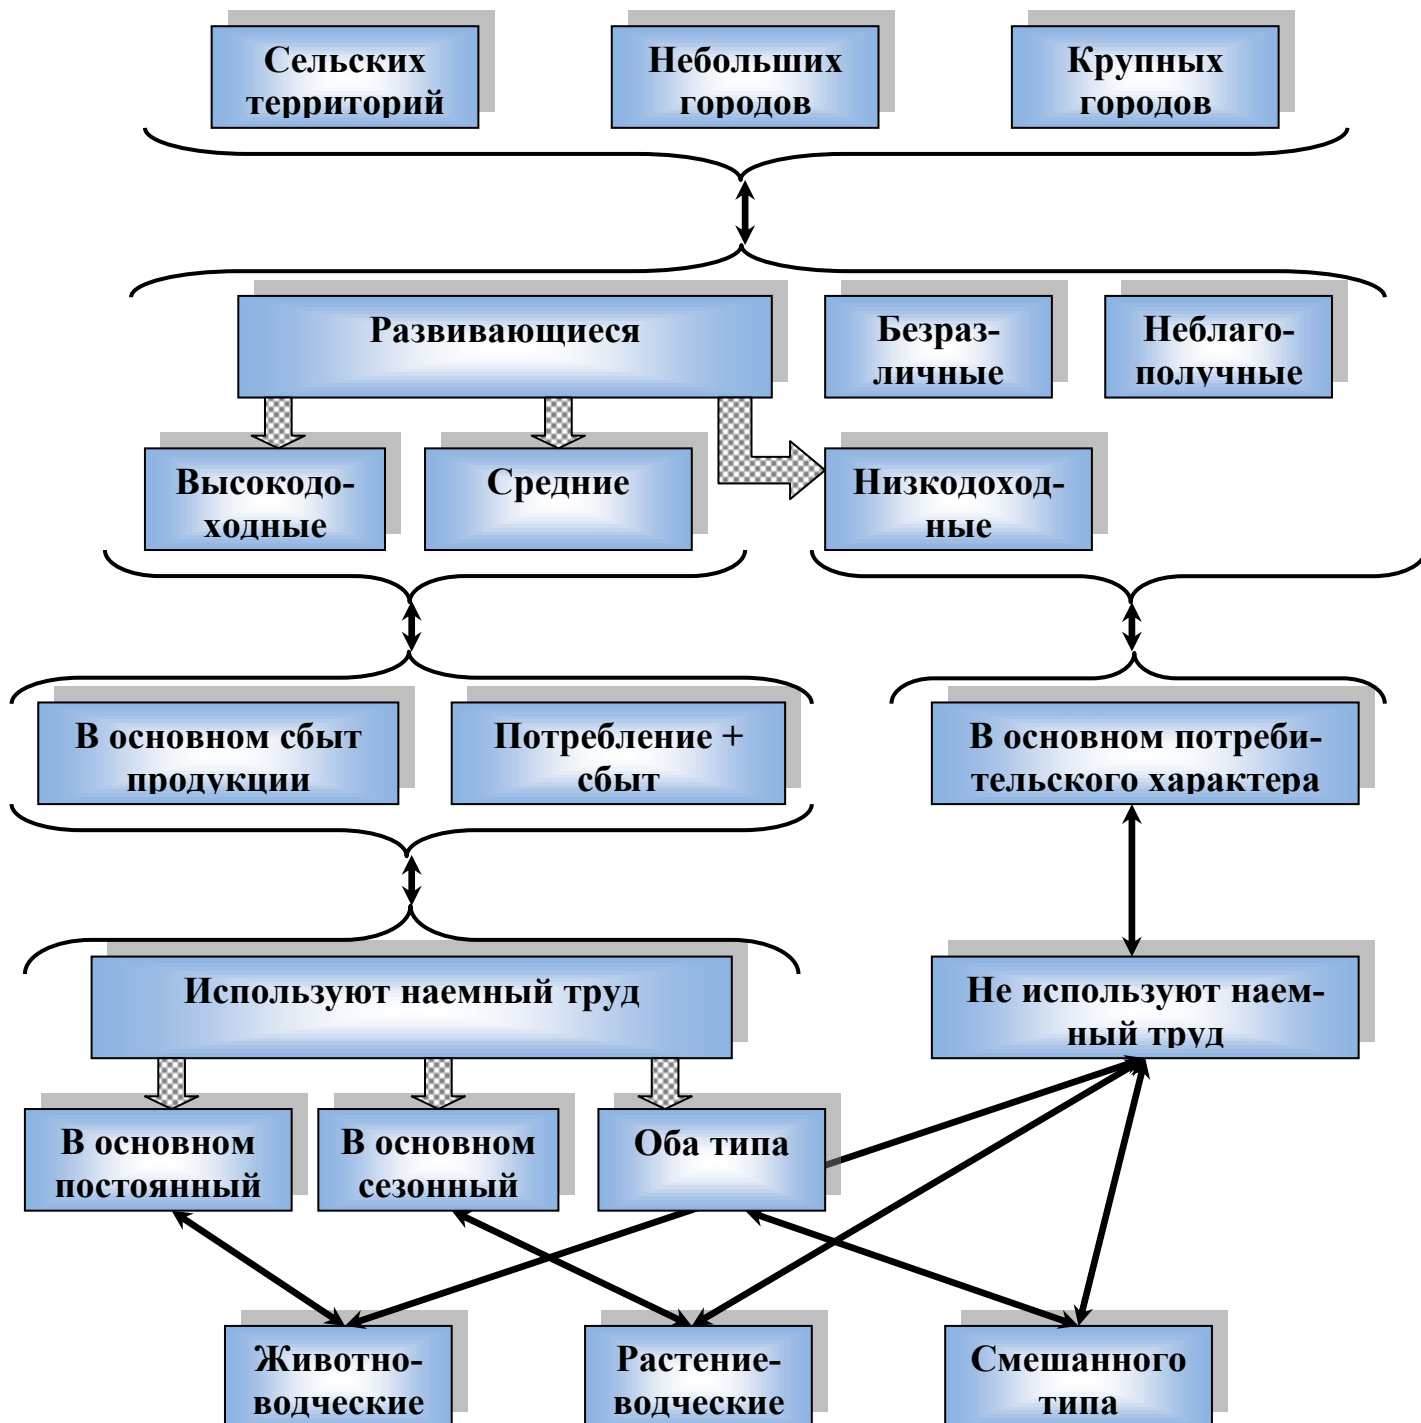 Сельских
территорий
Небольших
городов
Крупных
городов
Развивающиеся
Безраз-
личные
Неблаго-
получные
Высокодо-
ходные
Средние
Низкодоход-
ные
В основном сбыт
продукции
Потребление +
сбыт
В основном потреби-
тельского характера
Используют наемный труд
Не используют наем-
ный труд
В основном
постоянный
В основном
сезонный
Оба типа
Животно-
водческие
Растение-
водческие
Смешанного
типа